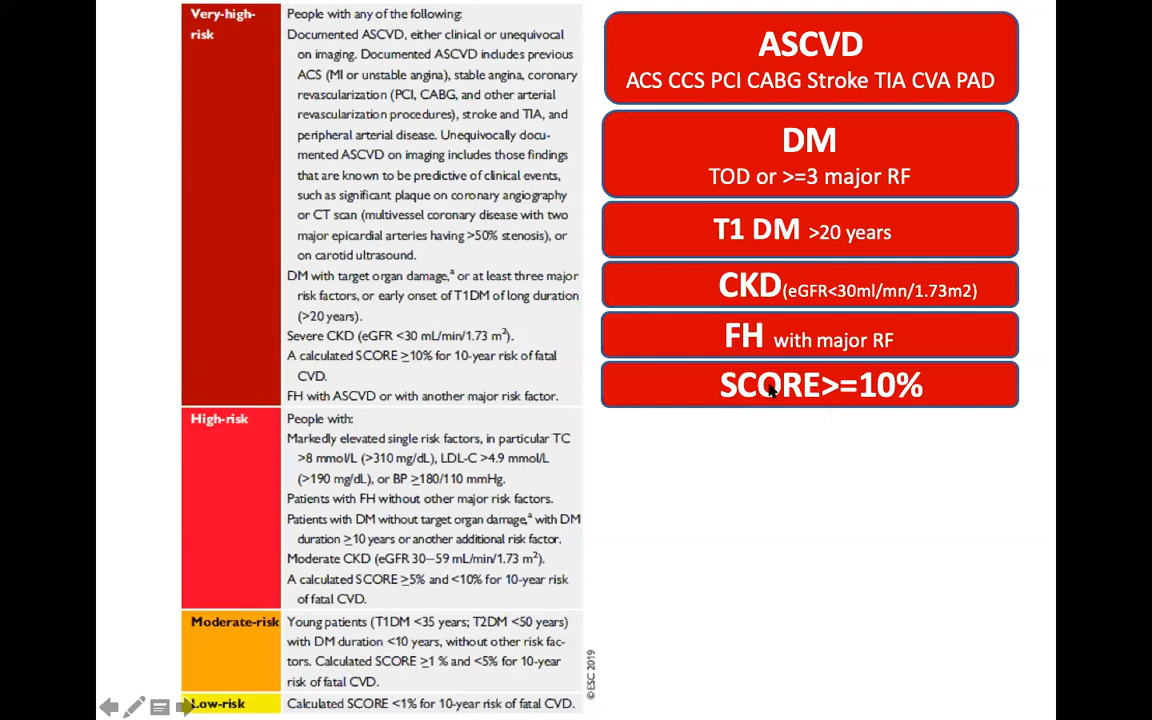 Very-high-
risk
People with any of the following:
Documented ASCVD, either clinical or unequivocal
on imaging. Documented ASCVD includes previous
ACS (MI or unstable angina), stable angina, coronary
revascularization (PCI, CABG, and other arterial
revascularization procedures), stroke and TIA, and
peripheral arterial disease. Unequivocally docu-
mented ASCVD on imaging includes those findings
that are known to be predictive of clinical events,
such as significant plaque on coronary angiography
or CT scan (multivessel coronary disease with two
major epicardial arteries having >50% stenosis), or
on carotid ultrasound.
DM with target organ damage,ᵃ or at least three major
risk factors, or early onset of T1DM of long duration
(>20 years).
Severe CKD (eGFR <30 mL/min/1.73 m²).
A calculated SCORE ≥10% for 10-year risk of fatal
CVD.
FH with ASCVD or with another major risk factor.
High-risk
People with:
Markedly elevated single risk factors, in particular TC
>8 mmol/L (>310 mg/dL), LDL-C >4.9 mmol/L
(>190 mg/dL), or BP ≥180/110 mmHg.
Patients with FH without other major risk factors.
Patients with DM without target organ damage,ᵃ with DM
duration ≥10 years or another additional risk factor.
Moderate CKD (eGFR 30–59 mL/min/1.73 m²).
A calculated SCORE ≥5% and <10% for 10-year risk
of fatal CVD.
Moderate-risk
Young patients (T1DM <35 years; T2DM <50 years)
with DM duration <10 years, without other risk fac-
tors. Calculated SCORE ≥1 % and <5% for 10-year
risk of fatal CVD.
Low-risk
Calculated SCORE <1% for 10-year risk of fatal CVD.
©ESC 2019
ASCVD
ACS CCS PCI CABG Stroke TIA CVA PAD
DM
TOD or >=3 major RF
T1 DM >20 years
CKD(eGFR<30ml/mn/1.73m2)
FH with major RF
SCORE>=10%